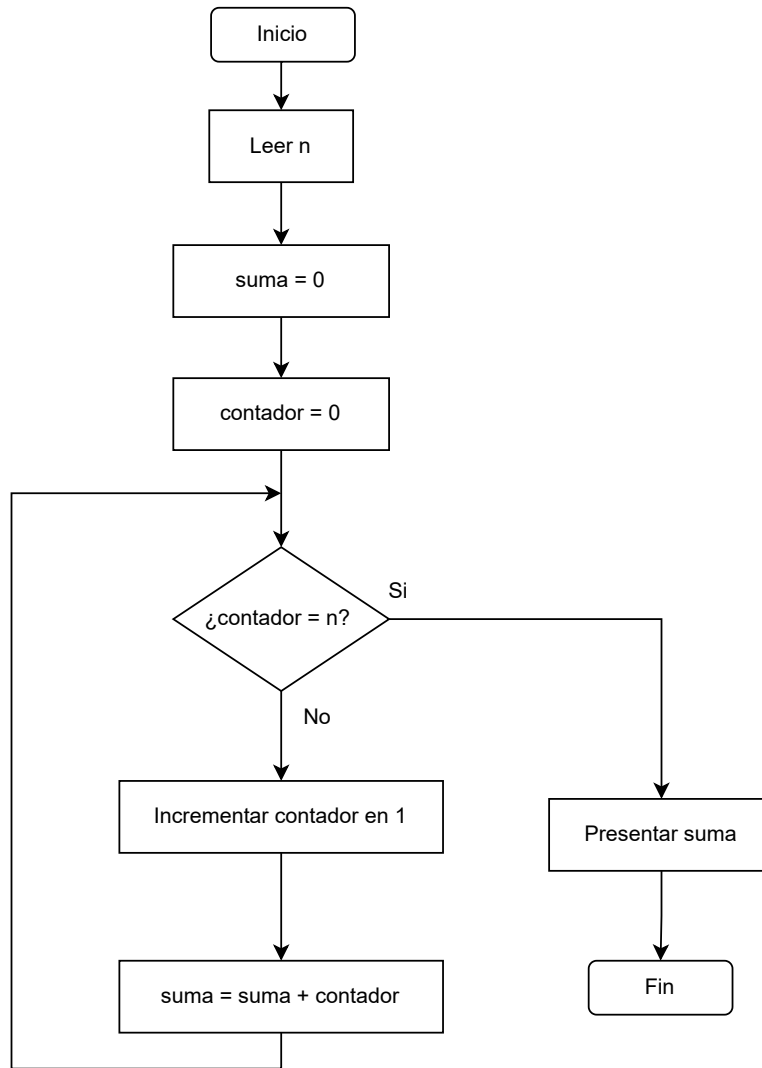 Inicio
Leer n
suma = 0
contador = 0
¿contador = n?
Si
No
Incrementar contador en 1
Presentar suma
suma = suma + contador
Fin